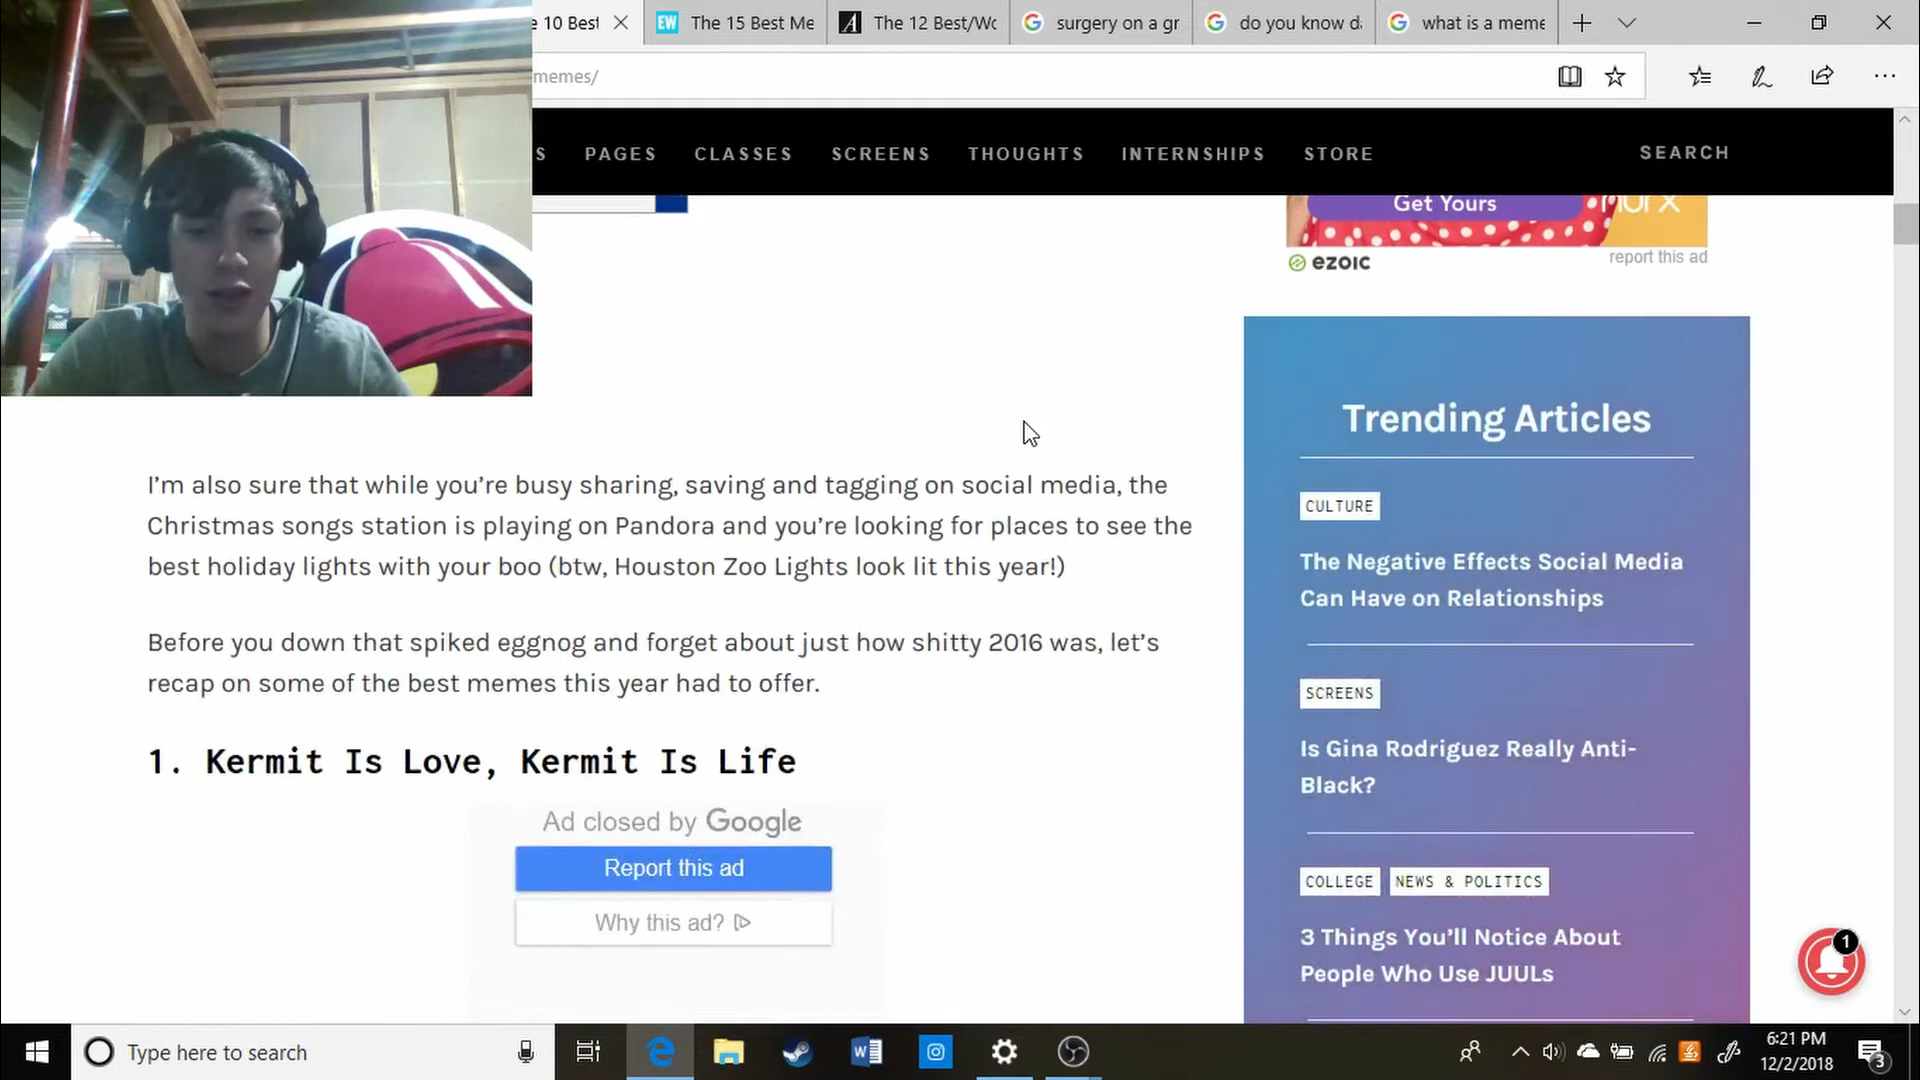 e 10 Best
EW The 15 Best Me
A The 12 Best/Wo
G surgery on a gr
G do you know da
G what is a meme
memes/
S PAGES CLASSES SCREENS THOUGHTS INTERNSHIPS STORE SEARCH
Get Yours
nurx
ezoic report this ad
I’m also sure that while you’re busy sharing, saving and tagging on social media, the
Christmas songs station is playing on Pandora and you’re looking for places to see the
best holiday lights with your boo (btw, Houston Zoo Lights look lit this year!)
Before you down that spiked eggnog and forget about just how shitty 2016 was, let’s
recap on some of the best memes this year had to offer.
1. Kermit Is Love, Kermit Is Life
Ad closed by Google
Report this ad
Why this ad?
Trending Articles
CULTURE
The Negative Effects Social Media
Can Have on Relationships
SCREENS
Is Gina Rodriguez Really Anti-
Black?
COLLEGE NEWS & POLITICS
3 Things You’ll Notice About
People Who Use JUULs
1
Type here to search
6:21 PM
12/2/2018
3